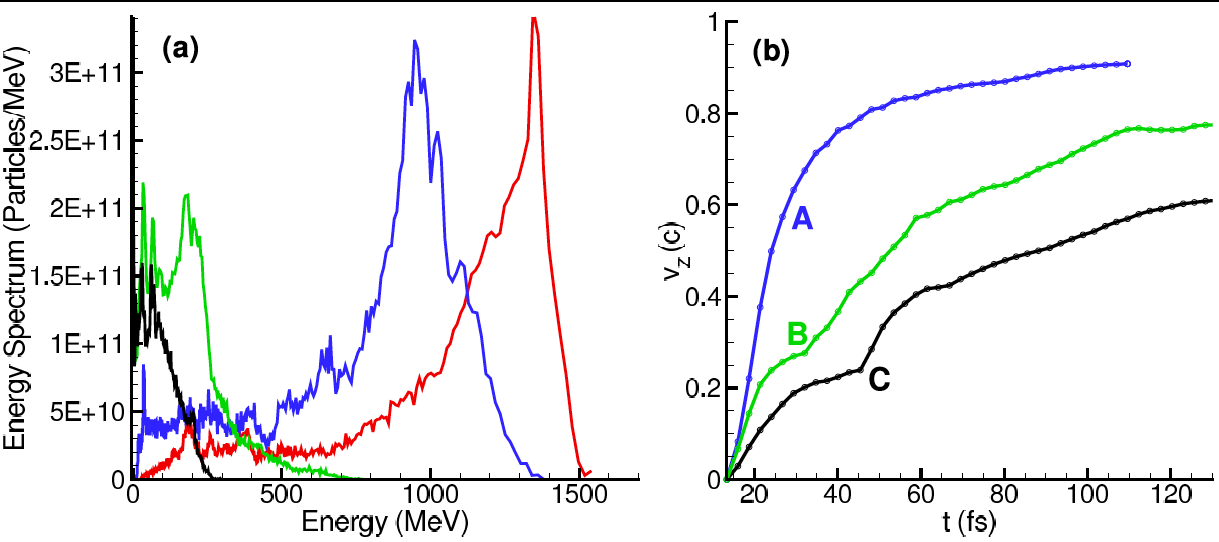 (a)
Energy Spectrum (Particles/MeV)
3E+11
2.5E+11
2E+11
1.5E+11
1E+11
5E+10
0
0 500 1000 1500
Energy (MeV)
(b)
v_z (c)
1
0.8
0.6
0.4
0.2
0
A
B
C
20 40 60 80 100 120
t (fs)